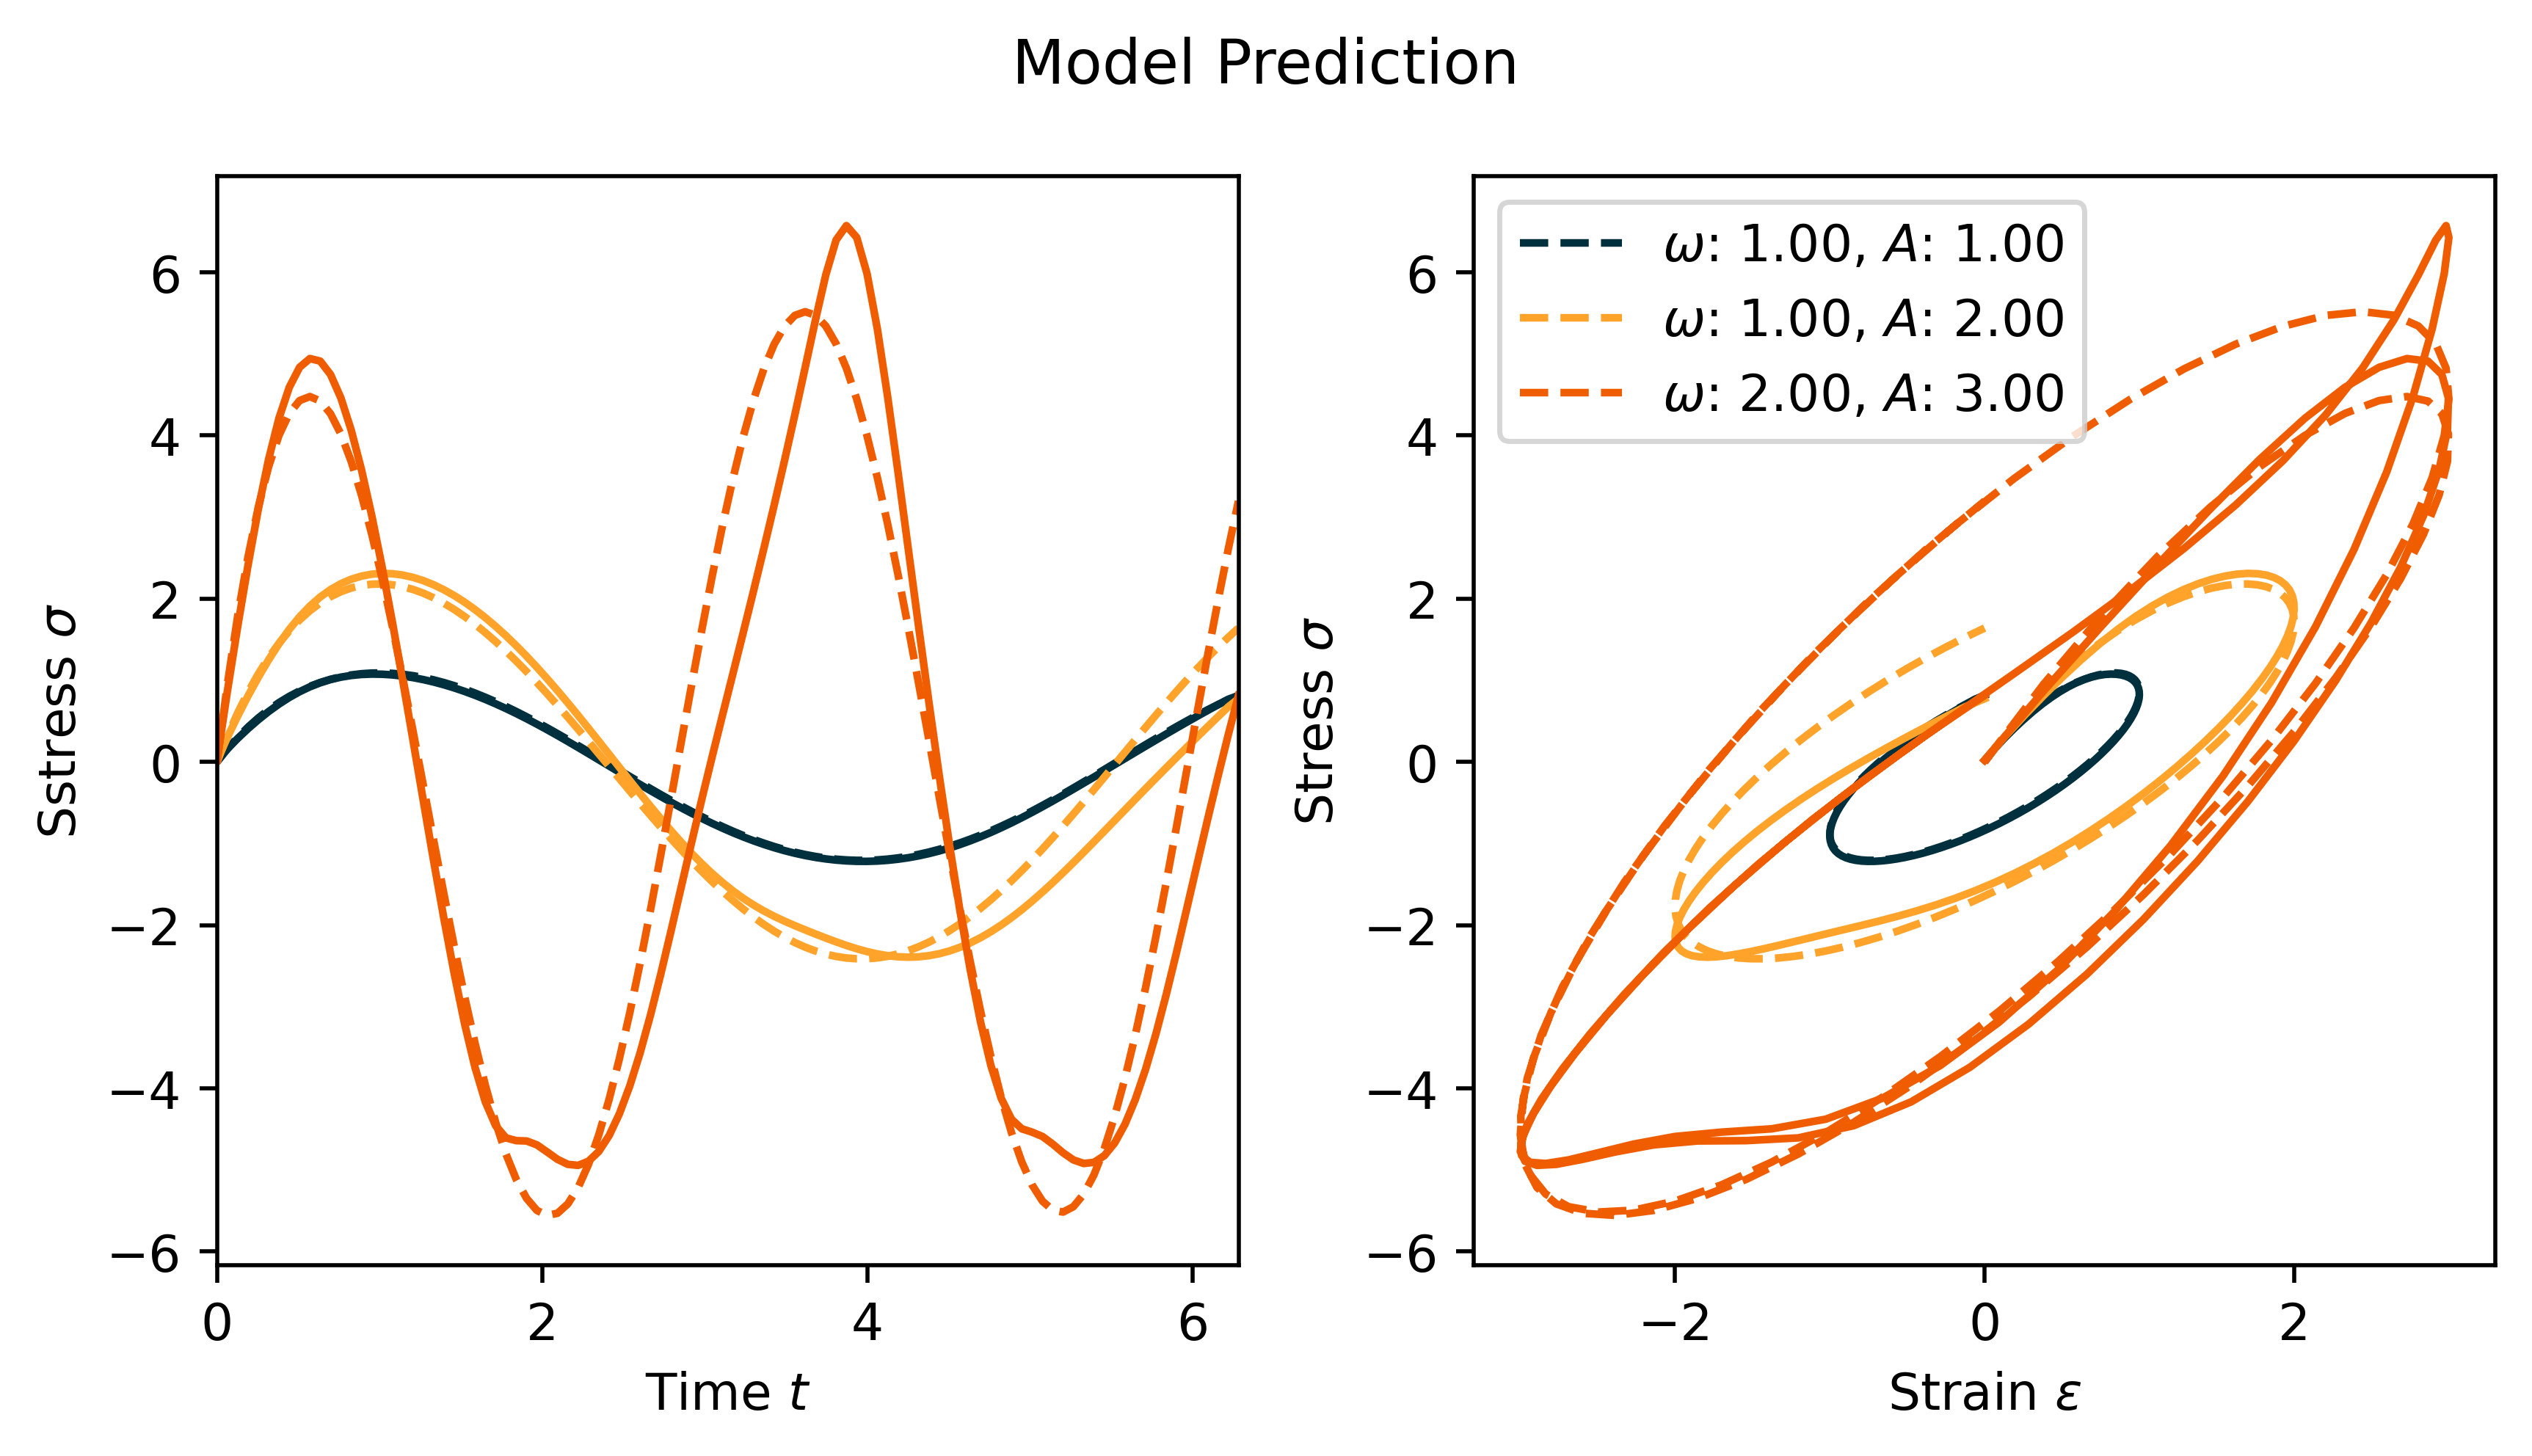 Model Prediction
6
4
2
0
−2
−4
−6
Sstress σ
0 2 4 6
Time t
ω: 1.00, A: 1.00
ω: 1.00, A: 2.00
ω: 2.00, A: 3.00
6
4
2
0
−2
−4
−6
Stress σ
−2 0 2
Strain ε